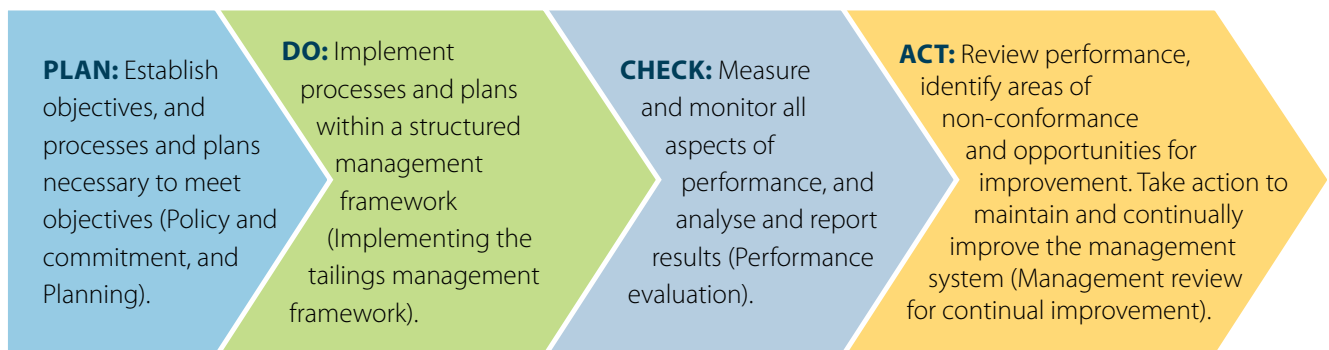 PLAN: Establish
objectives, and
processes and plans
necessary to meet
objectives (Policy and
commitment, and
Planning).
DO: Implement
processes and plans
within a structured
management
framework
(Implementing the
tailings management
framework).
CHECK: Measure
and monitor all
aspects of
performance, and
analyse and report
results (Performance
evaluation).
ACT: Review performance,
identify areas of
non-conformance
and opportunities for
improvement. Take action to
maintain and continually
improve the management
system (Management review
for continual improvement).